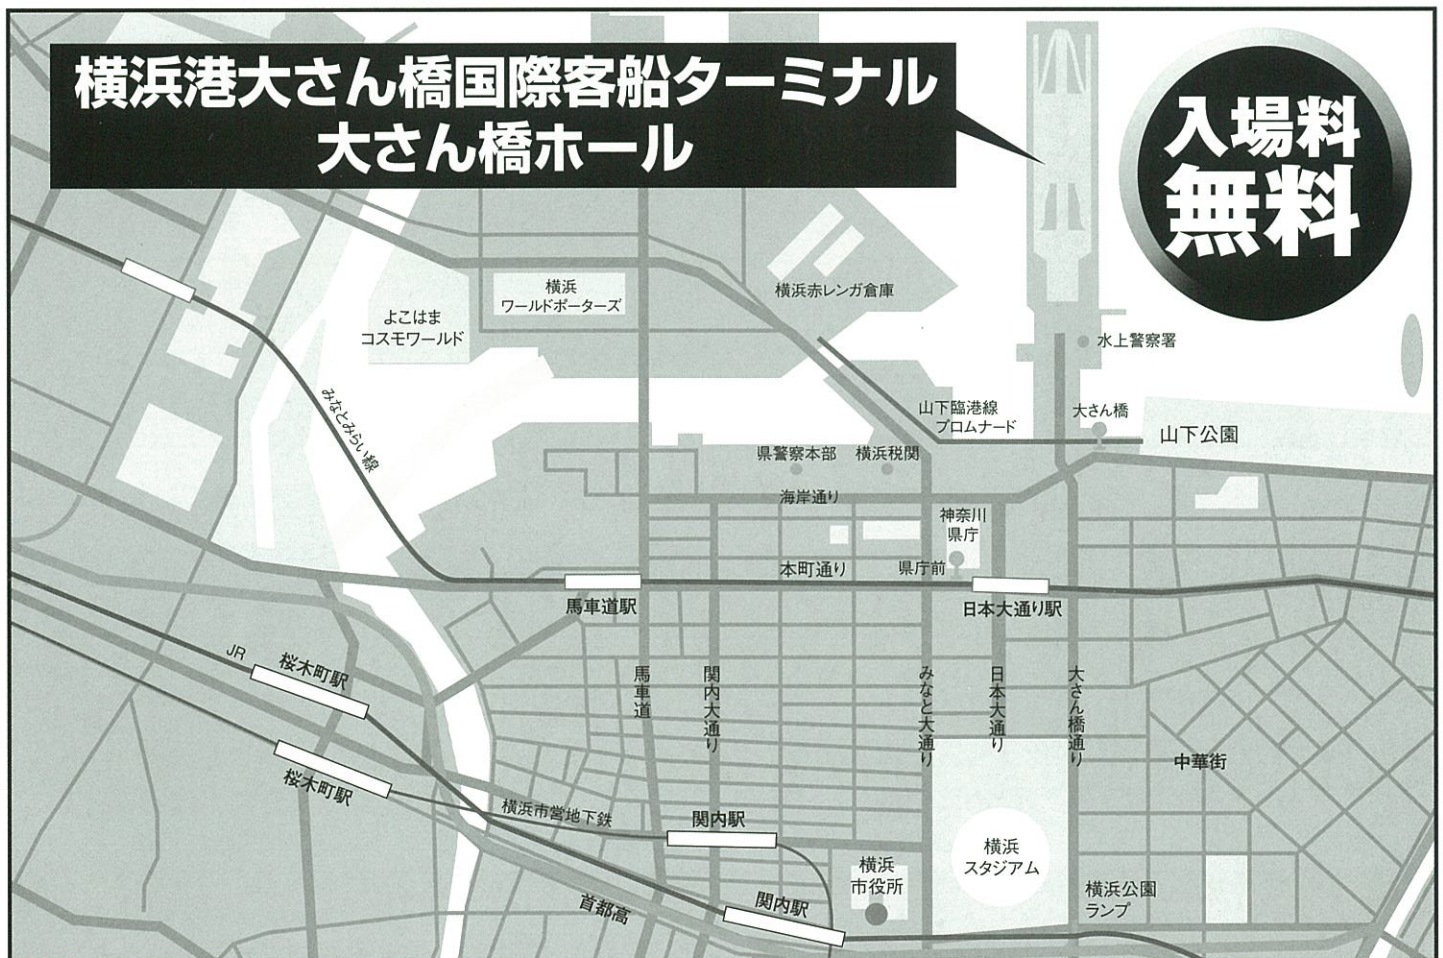 横浜港大さん橋国際客船ターミナル
大さん橋ホール
入場料
無料
横浜
ワールドポーターズ
よこはま
コスモワールド
横浜赤レンガ倉庫
水上警察署
みなとみらい線
山下臨港線
プロムナード
大さん橋
山下公園
県警察本部
横浜税関
海岸通り
神奈川
県庁
本町通り
県庁前
馬車道駅
日本大通り駅
JR
桜木町駅
桜木町駅
馬車道
関内大通り
みなと大通り
日本大通り
大さん橋通り
中華街
横浜市営地下鉄
関内駅
横浜
スタジアム
横浜
市役所
関内駅
首都高
横浜公園
ランプ